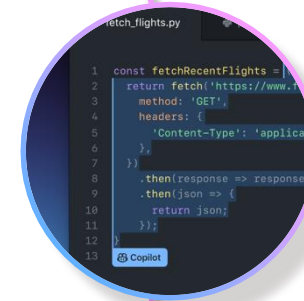 fetch_flights.py
1 const fetchRecentFlights =
2 return fetch('https://www.f
3 method: 'GET',
4 headers: {
5 'Content-Type': 'applica
6 },
7 })
8 .then(response => response
9 .then(json => {
10 return json;
11 });
12 }
13
Copilot